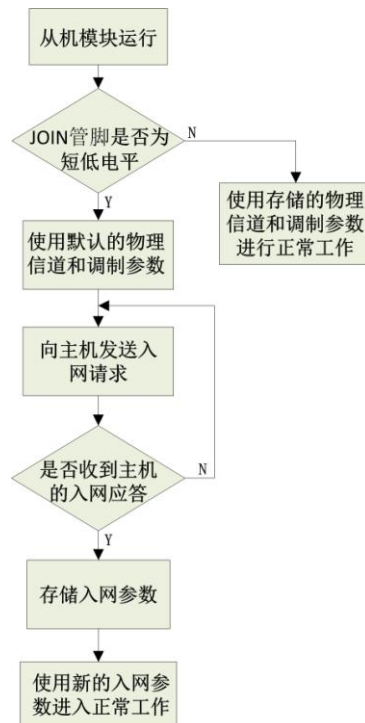 从机模块运行
JOIN管脚是否为
短低电平
N
Y
使用存储的物理
信道和调制参数
进行正常工作
使用默认的物理
信道和调制参数
向主机发送入
网请求
是否收到主机
的入网应答
N
Y
存储入网参数
使用新的入网参
数进入正常工作